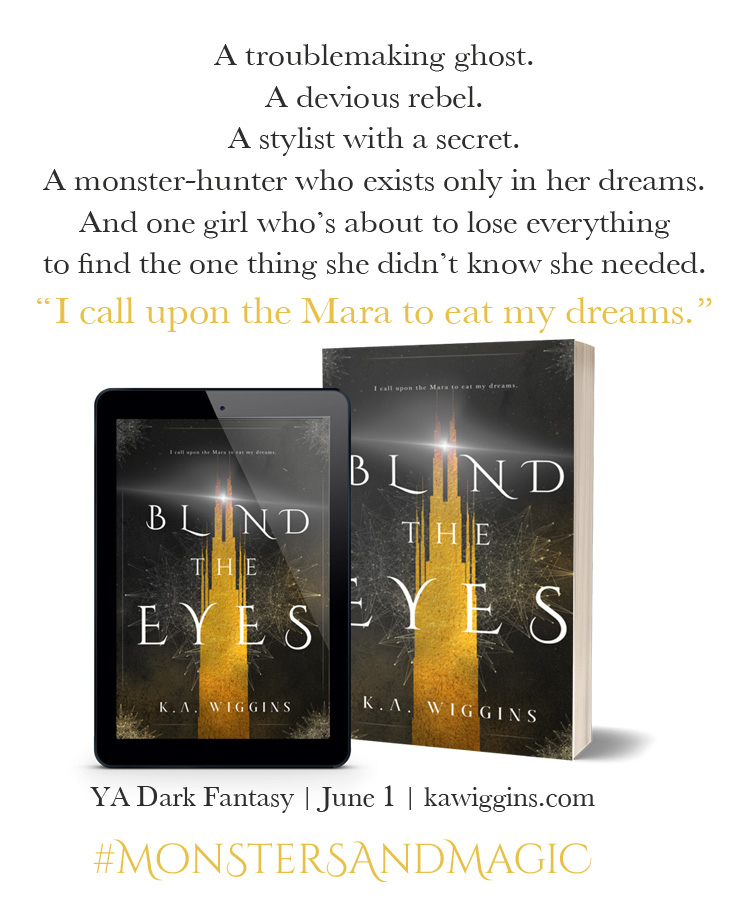 A troublemaking ghost.
A devious rebel.
A stylist with a secret.
A monster-hunter who exists only in her dreams.
And one girl who’s about to lose everything
to find the one thing she didn’t know she needed.
“I call upon the Mara to eat my dreams.”
I call upon the Mara to eat my dreams.
BLIND
THE
EYES
K.A. WIGGINS
I call upon the Mara to eat my dreams.
BLIND
THE
EYES
K.A. WIGGINS
YA Dark Fantasy | June 1 | kawiggins.com
#MONSTERSANDMAGIC